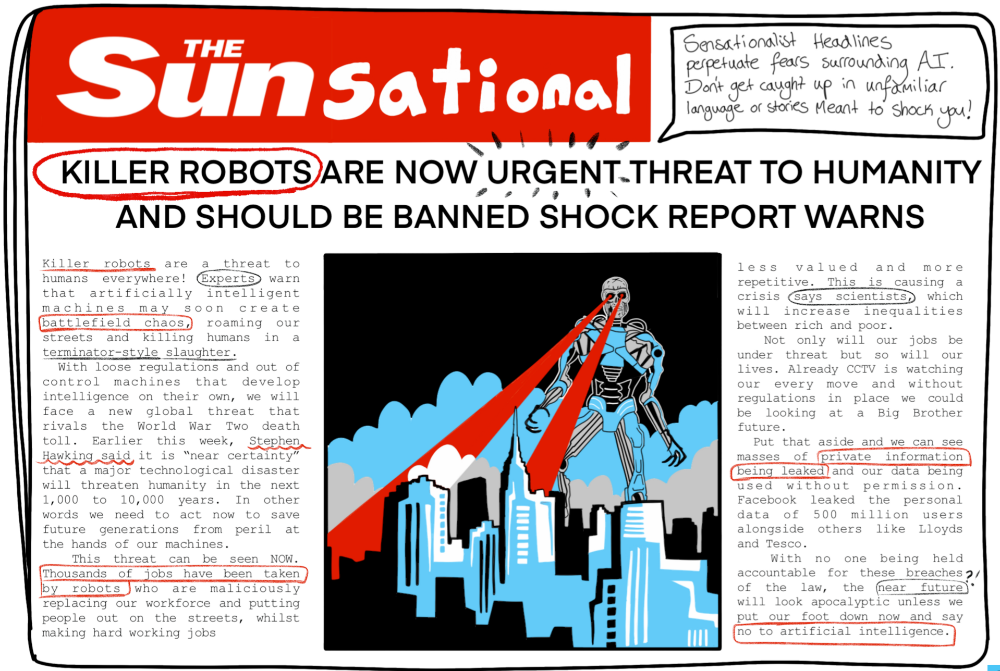 THE
Sunsational
Sensationalist Headlines
perpetuate fears surrounding AI.
Don't get caught up in unfamiliar
language or stories Meant to shock you!
KILLER ROBOTS ARE NOW URGENT THREAT TO HUMANITY
AND SHOULD BE BANNED SHOCK REPORT WARNS
Killer robots are a threat to
humans everywhere! Experts warn
that artificially intelligent
machines may soon create
battlefield chaos, roaming our
streets and killing humans in a
terminator-style slaughter.
With loose regulations and out of
control machines that develop
intelligence on their own, we will
face a new global threat that
rivals the World War Two death
toll. Earlier this week, Stephen
Hawking said it is “near certainty”
that a major technological disaster
will threaten humanity in the next
1,000 to 10,000 years. In other
words we need to act now to save
future generations from peril at
the hands of our machines.
This threat can be seen NOW.
Thousands of jobs have been taken
by robots who are maliciously
replacing our workforce and putting
people out on the streets, whilst
making hard working jobs
less valued and more
repetitive. This is causing a
crisis says scientists, which
will increase inequalities
between rich and poor.
Not only will our jobs be
under threat but so will our
lives. Already CCTV is watching
our every move and without
regulations in place we could
be looking at a Big Brother
future.
Put that aside and we can see
masses of private information
being leaked and our data being
used without permission.
Facebook leaked the personal
data of 500 million users
alongside others like Lloyds
and Tesco.
With no one being held
accountable for these breaches
of the law, the near future ?!
will look apocalyptic unless we
put our foot down now and say
no to artificial intelligence.